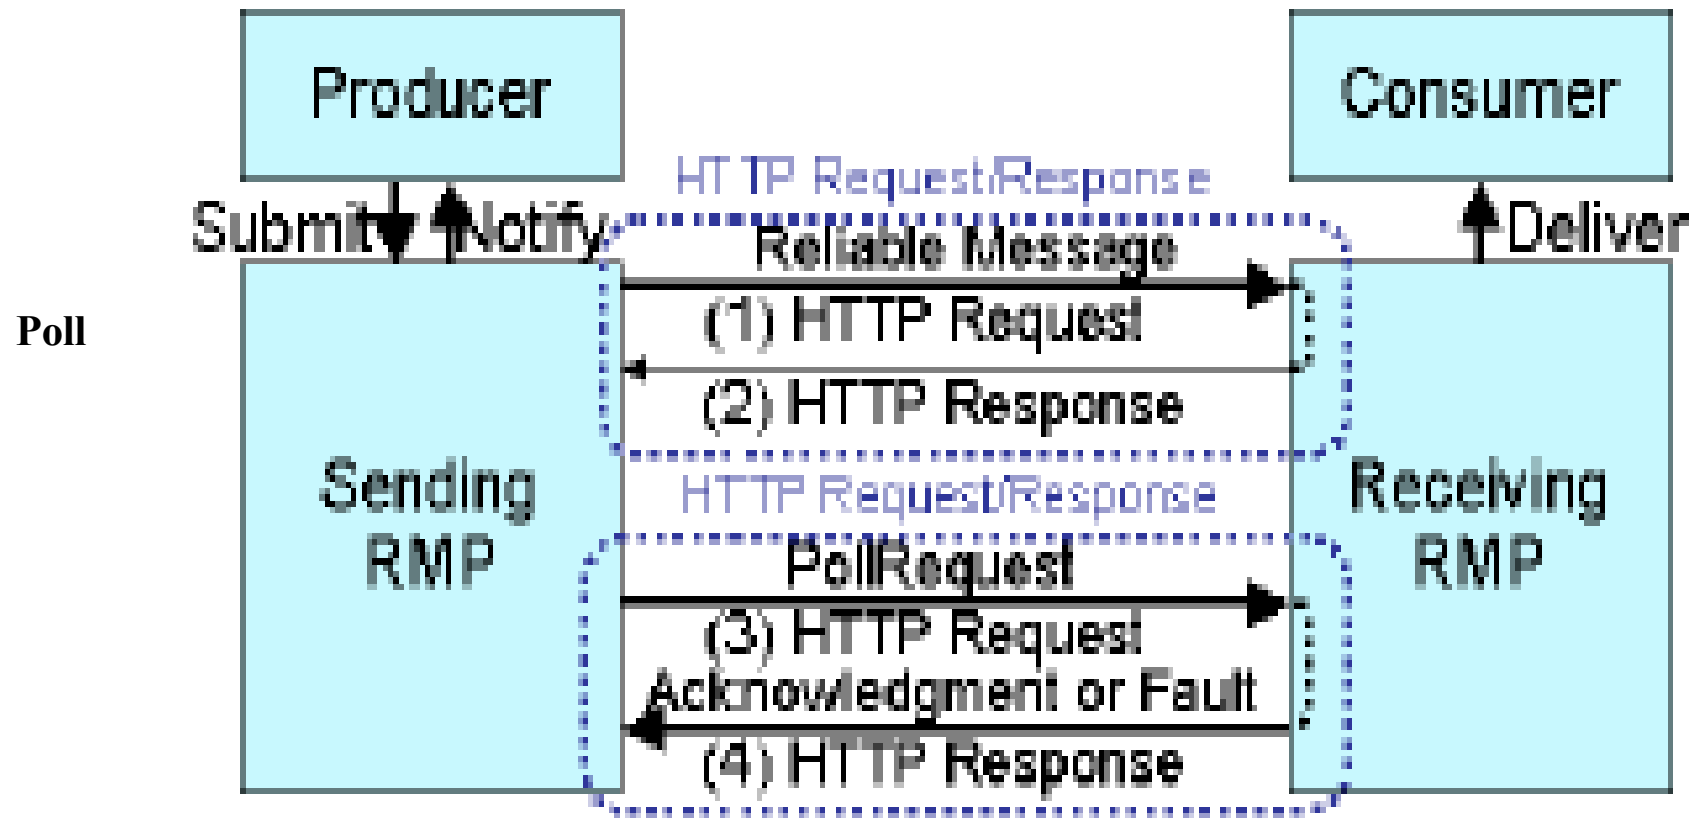 Producer
Consumer
HTTP Request/Response
Submit
Notify
Deliver
Reliable Message
(1) HTTP Request
Poll
(2) HTTP Response
Sending
RMP
HTTP Request/Response
Receiving
RMP
PollRequest
(3) HTTP Request
Acknowledgment or Fault
(4) HTTP Response